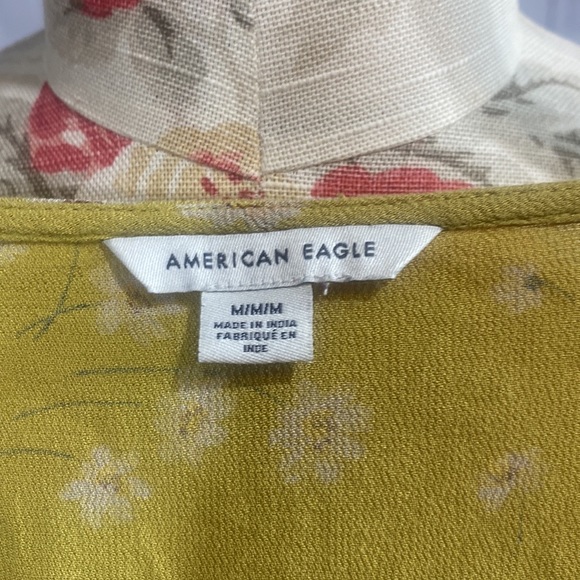 AMERICAN EAGLE
M/M/M
MADE IN INDIA
FABRIQUÉ EN
INDE